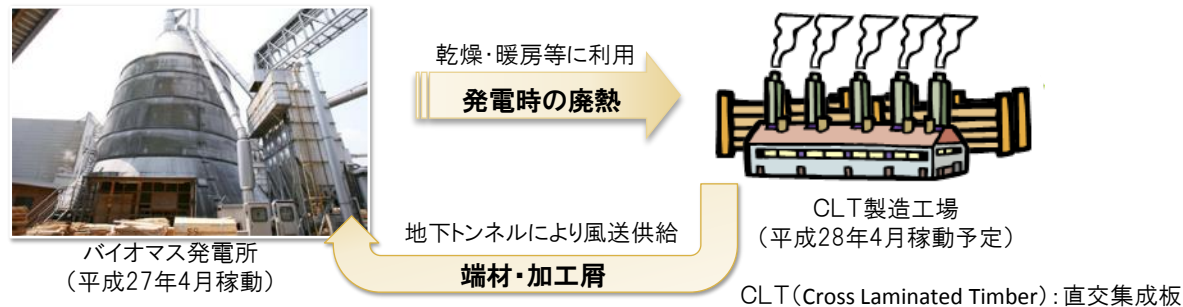 乾燥・暖房等に利用
発電時の廃熱
バイオマス発電所
（平成27年4月稼動）
地下トンネルにより風送供給
端材・加工屑
CLT製造工場
（平成28年4月稼動予定）
CLT（Cross Laminated Timber）：直交集成板